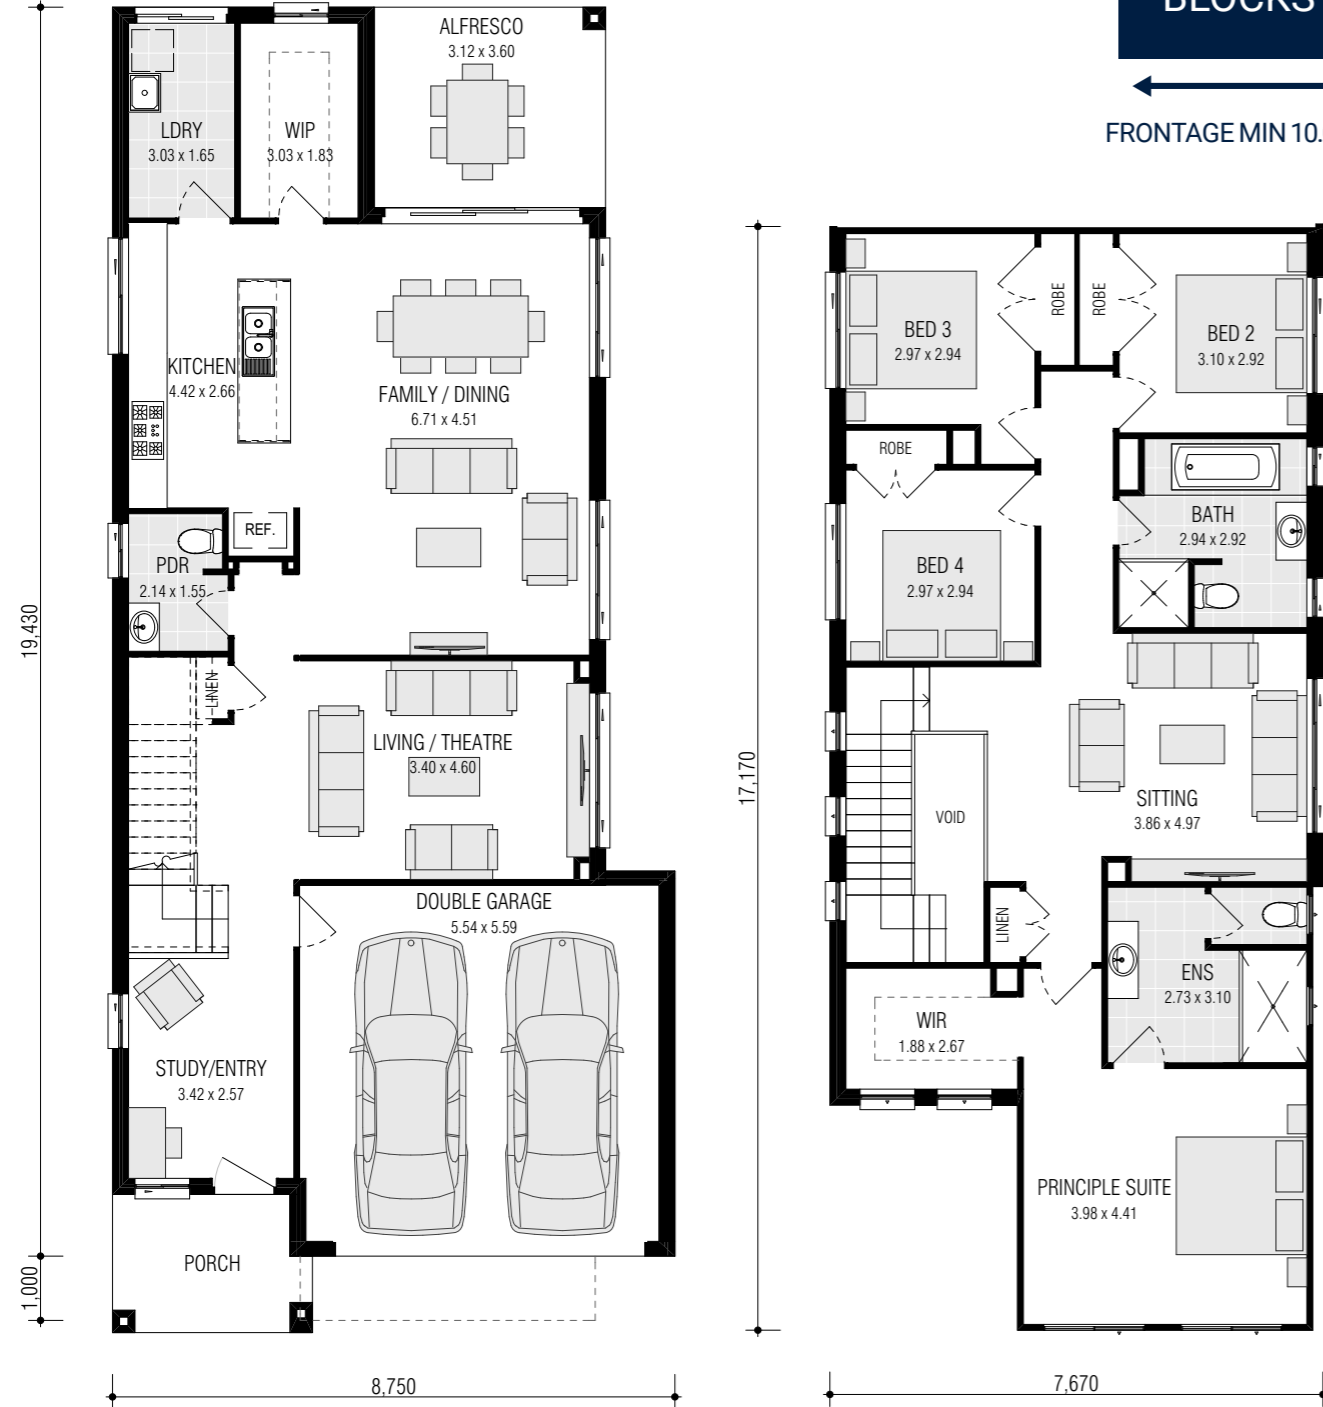 BLOCKS
FRONTAGE MIN 10.
ALFRESCO
3.12 x 3.60
LDRY
3.03 x 1.65
WIP
3.03 x 1.83
KITCHEN
4.42 x 2.66
FAMILY / DINING
6.71 x 4.51
REF.
PDR
2.14 x 1.55
LINEN
LIVING / THEATRE
3.40 x 4.60
DOUBLE GARAGE
5.54 x 5.59
STUDY/ENTRY
3.42 x 2.57
PORCH
19,430
1,000
8,750
BED 3
2.97 x 2.94
ROBE
ROBE
BED 2
3.10 x 2.92
ROBE
BED 4
2.97 x 2.94
BATH
2.94 x 2.92
SITTING
3.86 x 4.97
VOID
LINEN
ENS
2.73 x 3.10
WIR
1.88 x 2.67
PRINCIPLE SUITE
3.98 x 4.41
17,170
7,670